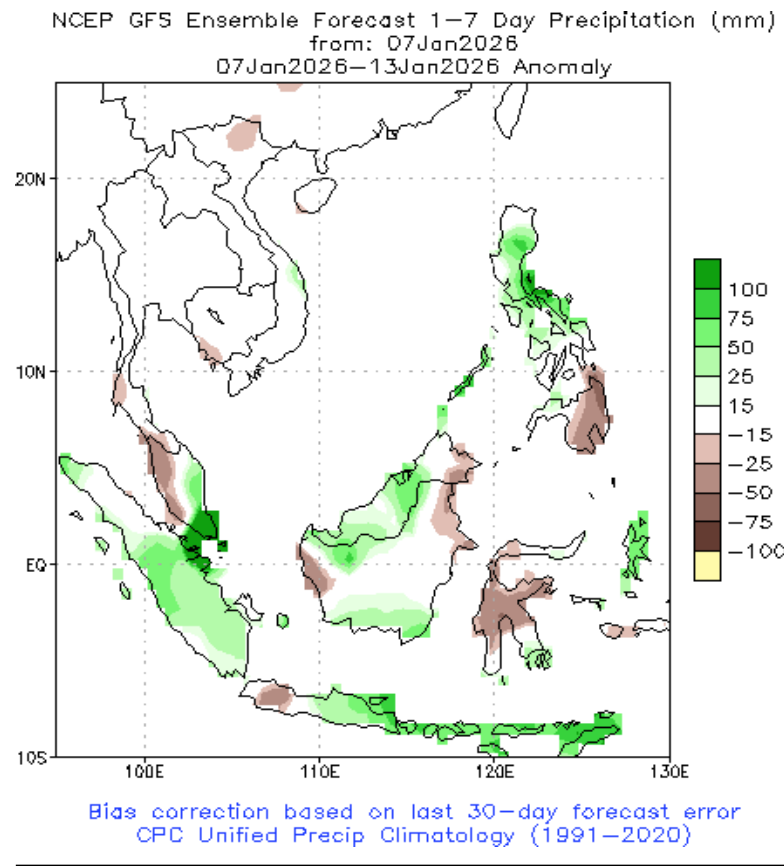 NCEP GFS Ensemble Forecast 1−7 Day Precipitation (mm)
from: 07Jan2026
07Jan2026−13Jan2026 Anomaly
20N
10N
EQ
10S
100E
110E
120E
130E
100
75
50
25
15
−15
−25
−50
−75
−100
Bias correction based on last 30−day forecast error
CPC Unified Precip Climatology (1991−2020)